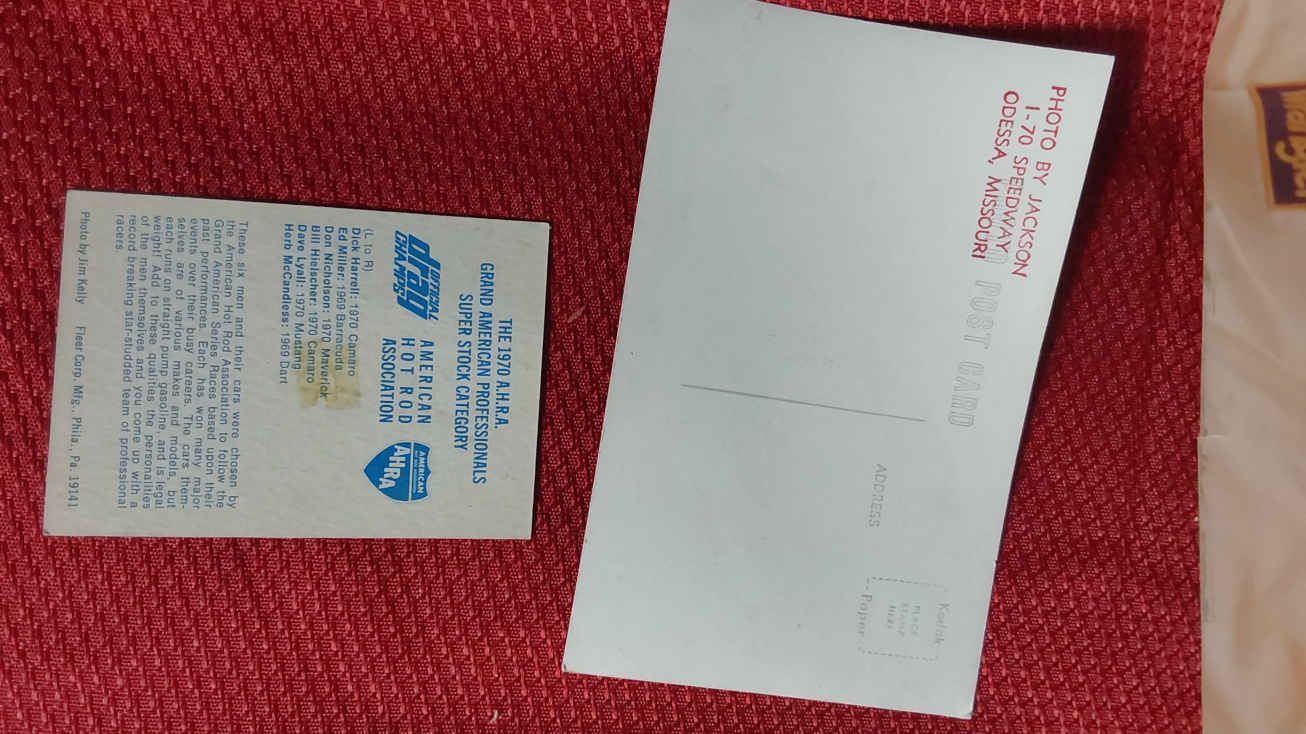 THE 1970 A.H.R.A.
GRAND AMERICAN PROFESSIONALS
SUPER STOCK CATEGORY
OFFICIAL
drag
CHAMPS
AMERICAN
HOT ROD
ASSOCIATION
AMERICAN
AHRA
(L to R)
Dick Harrell: 1970 Camaro
Ed Miller: 1969 Barracuda
Don Nicholson: 1970 Maverick
Bill Hielscher: 1970 Camaro
Dave Lyall: 1970 Mustang
Herb McCandless: 1969 Dart
These six men and their cars were chosen by
the American Hot Rod Association to follow the
Grand American Series Races based upon their
past performances. Each has won many major
events over their busy careers. The cars them-
selves are of various makes and models, but
each runs on straight pump gasoline, and is legal
weight! Add to these qualities the personalities
of the men themselves and you come up with a
record breaking star-studded team of professional
racers.
Photo by Jim Kelly Fleer Corp. Mfg., Phila., Pa. 19141
PHOTO BY JACKSON
I-70 SPEEDWAY
ODESSA, MISSOURI
POST CARD
ADDRESS
Kodak
PLACE
STAMP
HERE
Paper